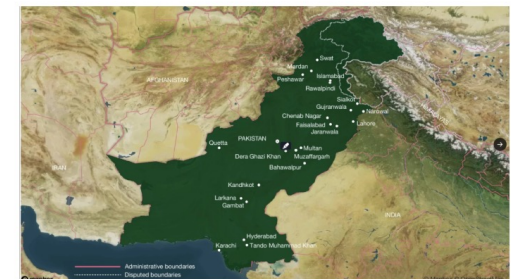 Swat
Mardan
Peshawar
Islamabad
Rawalpindi
AFGHANISTAN
Sialkot
Gujranwala
Narowal
Chenab Nagar
Faisalabad
Lahore
Jaranwala
PAKISTAN
Quetta
Multan
Dera Ghazi Khan
Muzaffargarh
Bahawalpur
IRAN
Kandhkot
Larkana
Gambat
INDIA
Hyderabad
Karachi
Tando Muhammad Khan
Administrative boundaries
Disputed boundaries